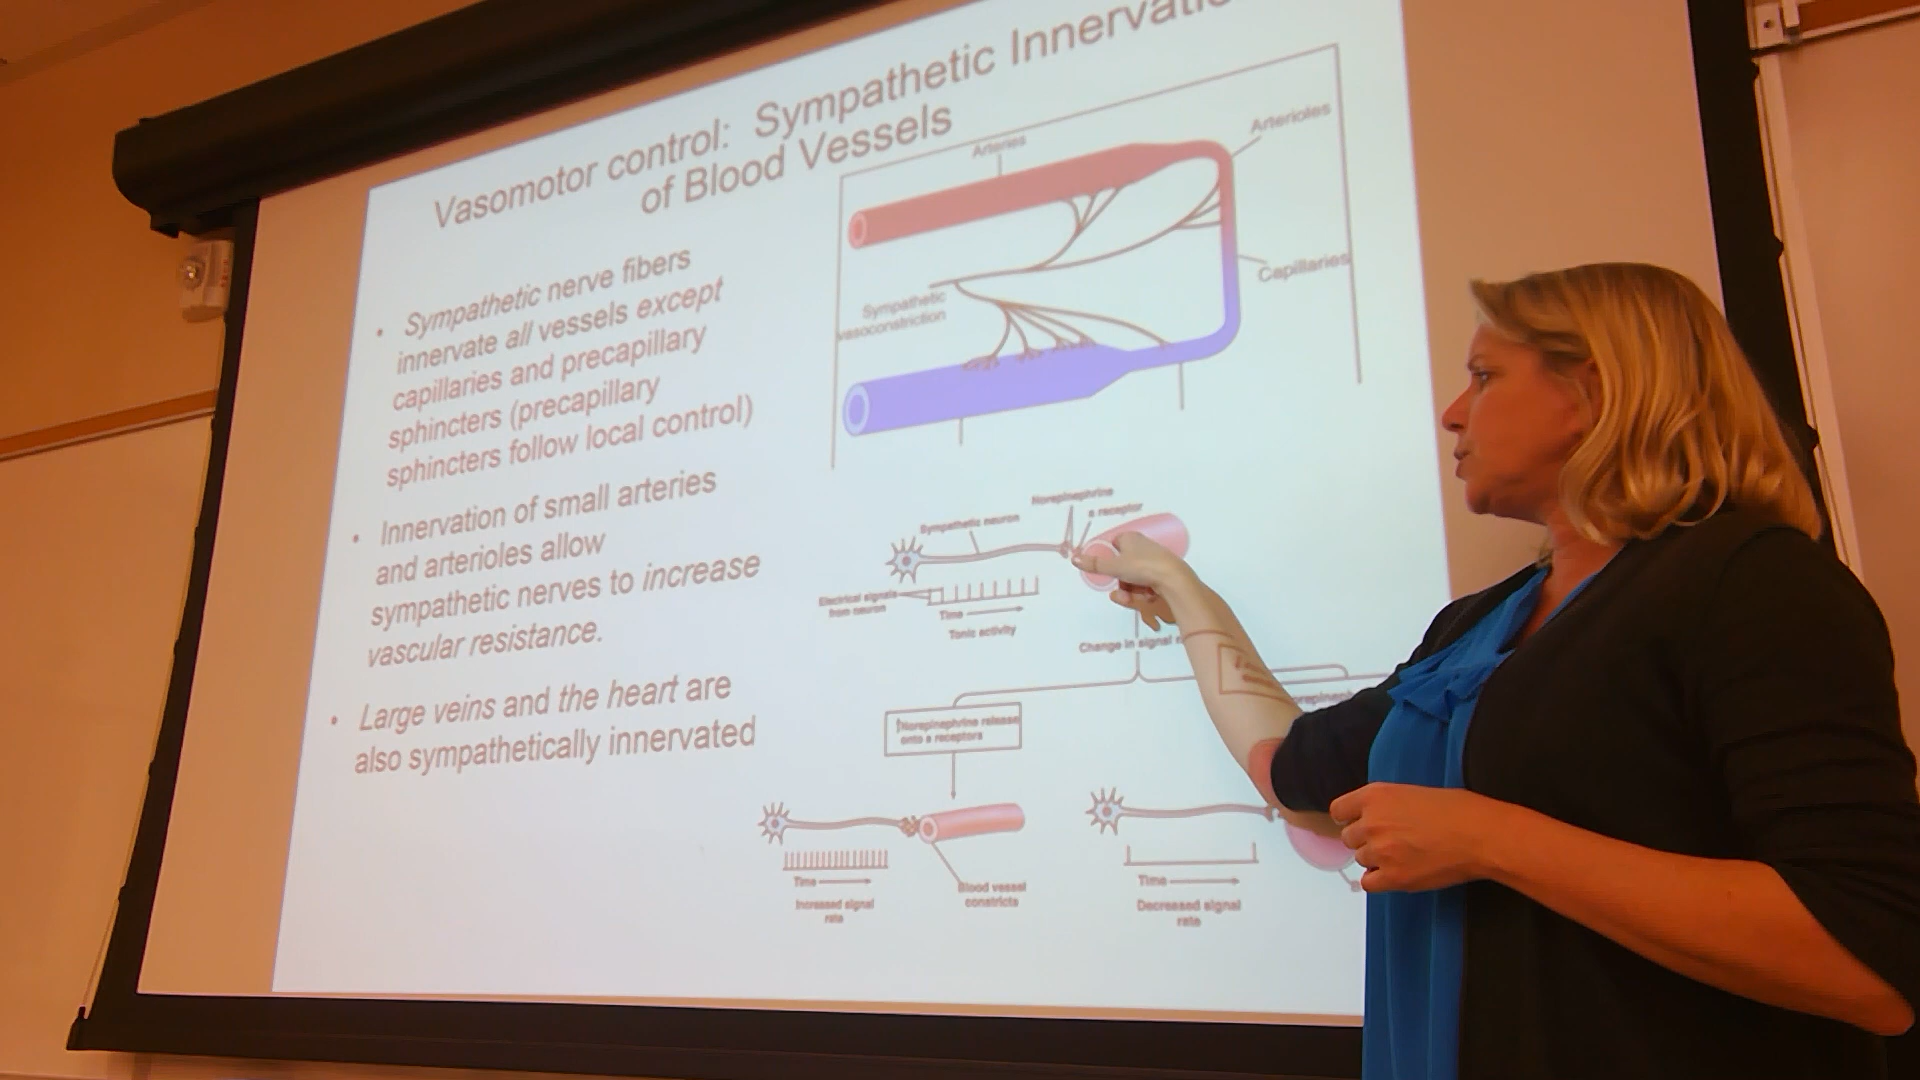 Vasomotor control: Sympathetic Innervatio
of Blood Vessels
• Sympathetic nerve fibers
innervate all vessels except
capillaries and precapillary
sphincters (precapillary
sphincters follow local control)
• Innervation of small arteries
and arterioles allow
sympathetic nerves to increase
vascular resistance.
• Large veins and the heart are
also sympathetically innervated
Arteries
Arterioles
Capillaries
Sympathetic
vasoconstriction
Norepinephrine
Sympathetic neuron
α receptor
Electrical signals
from neuron
Time
Tonic activity
Change in signal
↑Norepinephrine release
onto α receptors
Time
Increased signal
rate
Blood vessel
constricts
Time
Decreased signal
rate